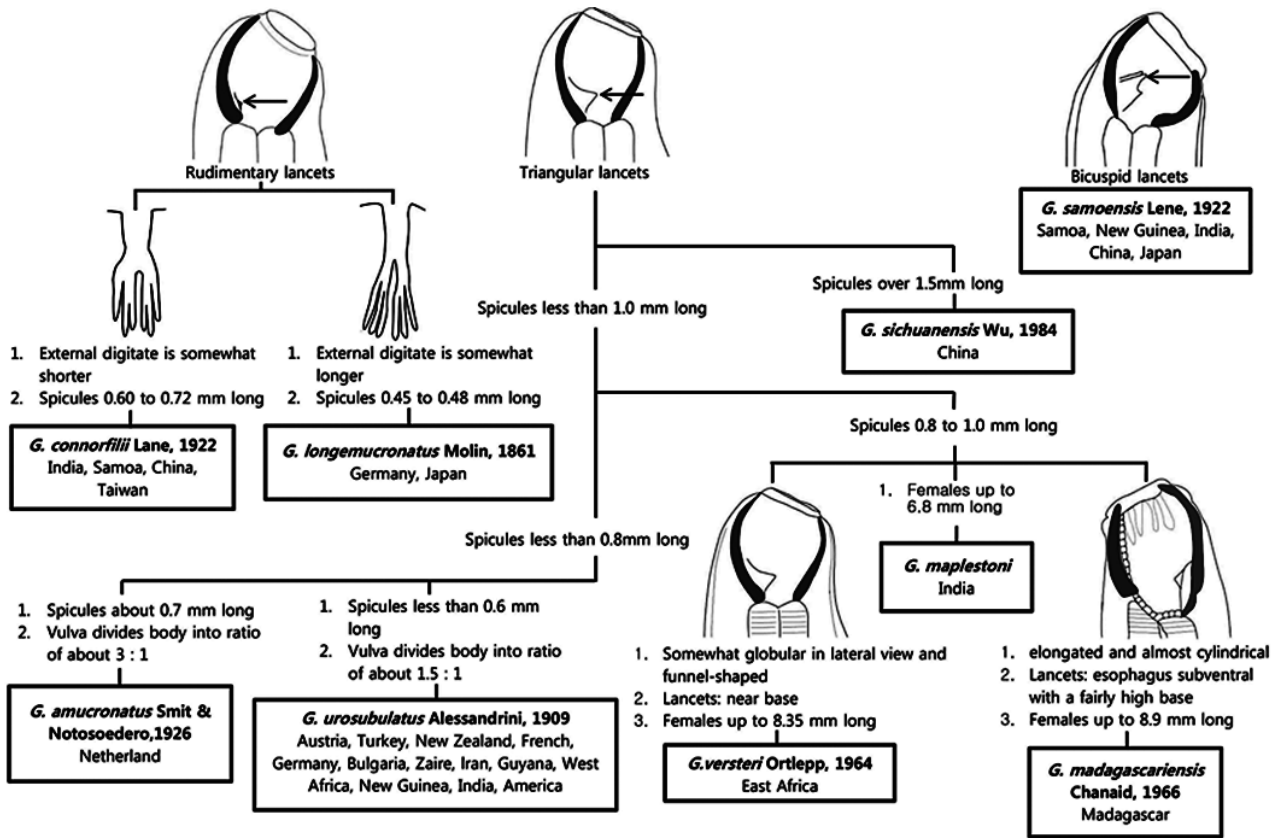 Rudimentary lancets
Triangular lancets
Bicuspid lancets
G. samoensis Lene, 1922
Samoa, New Guinea, India,
China, Japan
Spicules less than 1.0 mm long
Spicules over 1.5mm long
G. sichuanensis Wu, 1984
China
1. External digitate is somewhat
shorter
2. Spicules 0.60 to 0.72 mm long
1. External digitate is somewhat
longer
2. Spicules 0.45 to 0.48 mm long
G. connorfilii Lane, 1922
India, Samoa, China,
Taiwan
G. longemucronatus Molin, 1861
Germany, Japan
Spicules 0.8 to 1.0 mm long
Spicules less than 0.8mm long
1. Females up to
6.8 mm long
G. maplestoni
India
1. Spicules about 0.7 mm long
2. Vulva divides body into ratio
of about 3 : 1
1. Spicules less than 0.6 mm
long
2. Vulva divides body into ratio
of about 1.5 : 1
1. Somewhat globular in lateral view and
funnel-shaped
2. Lancets: near base
3. Females up to 8.35 mm long
1. elongated and almost cylindrical
2. Lancets: esophagus subventral
with a fairly high base
3. Females up to 8.9 mm long
G. amucronatus Smit &
Notosoedero,1926
Netherland
G. urosubulatus Alessandrini, 1909
Austria, Turkey, New Zealand, French,
Germany, Bulgaria, Zaire, Iran, Guyana, West
Africa, New Guinea, India, America
G.versteri Ortlepp, 1964
East Africa
G. madagascariensis
Chanaid, 1966
Madagascar